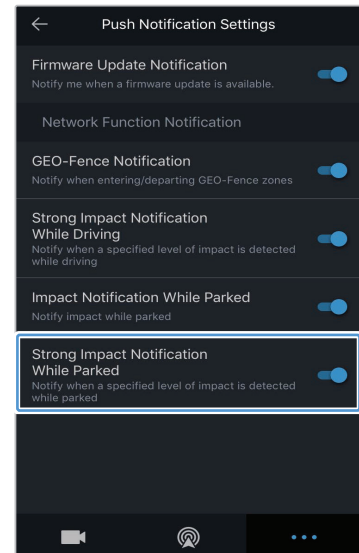 Push Notification Settings
Firmware Update Notification
Notify me when a firmware update is available.
Network Function Notification
GEO-Fence Notification
Notify when entering/departing GEO-Fence zones
Strong Impact Notification
While Driving
Notify when a specified level of impact is detected
while driving
Impact Notification While Parked
Notify impact while parked
Strong Impact Notification
While Parked
Notify when a specified level of impact is detected
while parked